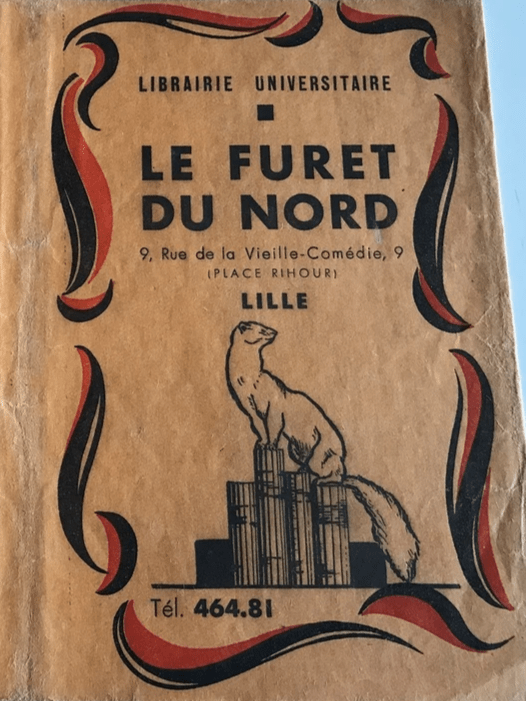 LIBRAIRIE UNIVERSITAIRE
LE FURET
DU NORD
9, Rue de la Vieille-Comédie, 9
(PLACE RIHOUR)
LILLE
Tél. 464.81